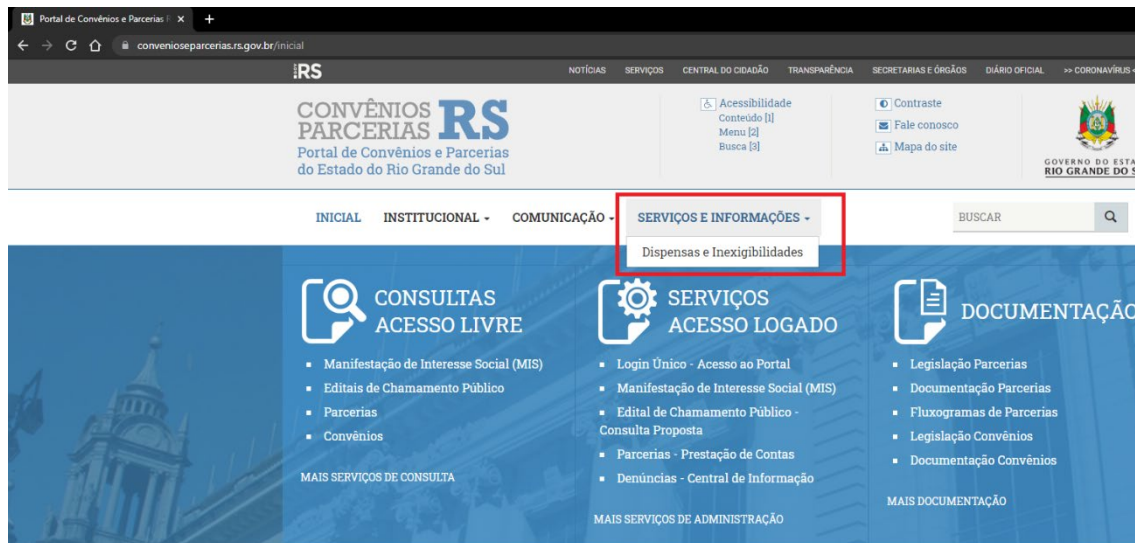 Portal de Convênios e Parcerias
convenioseparcerias.rs.gov.br/inicial
RS
NOTÍCIAS SERVIÇOS CENTRAL DO CIDADÃO TRANSPARÊNCIA SECRETARIAS E ÓRGÃOS DIÁRIO OFICIAL >> CORONAVÍRUS <
CONVÊNIOS
PARCERIAS RS
Portal de Convênios e Parcerias
do Estado do Rio Grande do Sul
Acessibilidade
Conteúdo [1]
Menu [2]
Busca [3]
Contraste
Fale conosco
Mapa do site
GOVERNO DO ESTA
RIO GRANDE DO S
INICIAL INSTITUCIONAL COMUNICAÇÃO SERVIÇOS E INFORMAÇÕES BUSCAR
Dispensas e Inexigibilidades
CONSULTAS
ACESSO LIVRE
Manifestação de Interesse Social (MIS)
Editais de Chamamento Público
Parcerias
Convênios
MAIS SERVIÇOS DE CONSULTA
SERVIÇOS
ACESSO LOGADO
Login Único - Acesso ao Portal
Manifestação de Interesse Social (MIS)
Edital de Chamamento Público -
Consulta Proposta
Parcerias - Prestação de Contas
Denúncias - Central de Informação
MAIS SERVIÇOS DE ADMINISTRAÇÃO
DOCUMENTAÇÃO
Legislação Parcerias
Documentação Parcerias
Fluxogramas de Parcerias
Legislação Convênios
Documentação Convênios
MAIS DOCUMENTAÇÃO